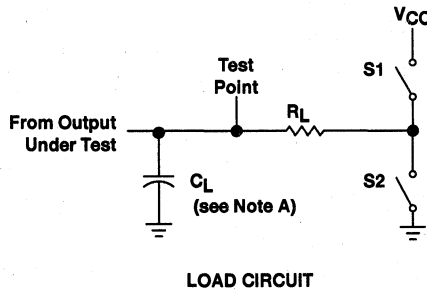 VCC
S1
Test
Point
RL
From Output
Under Test
CL
(see Note A)
S2
LOAD CIRCUIT